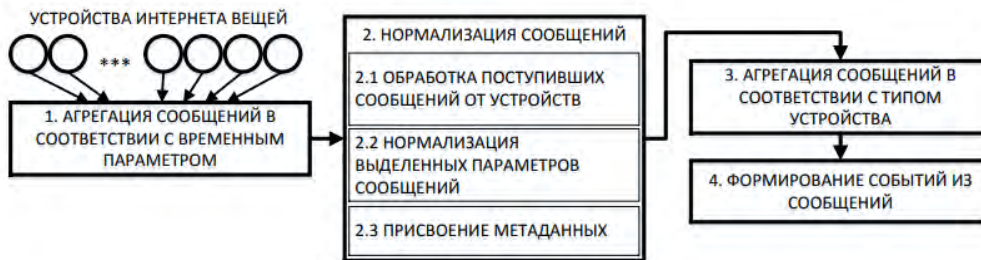 УСТРОЙСТВА ИНТЕРНЕТА ВЕЩЕЙ
***
1. АГРЕГАЦИЯ СООБЩЕНИЙ В
СООТВЕТСТВИИ С ВРЕМЕННЫМ
ПАРАМЕТРОМ
2. НОРМАЛИЗАЦИЯ СООБЩЕНИЙ
2.1 ОБРАБОТКА ПОСТУПИВШИХ
СООБЩЕНИЙ ОТ УСТРОЙСТВ
2.2 НОРМАЛИЗАЦИЯ
ВЫДЕЛЕННЫХ ПАРАМЕТРОВ
СООБЩЕНИЙ
2.3 ПРИСВОЕНИЕ МЕТАДАННЫХ
3. АГРЕГАЦИЯ СООБЩЕНИЙ В
СООТВЕТСТВИИ С ТИПОМ
УСТРОЙСТВА
4. ФОРМИРОВАНИЕ СОБЫТИЙ ИЗ
СООБЩЕНИЙ